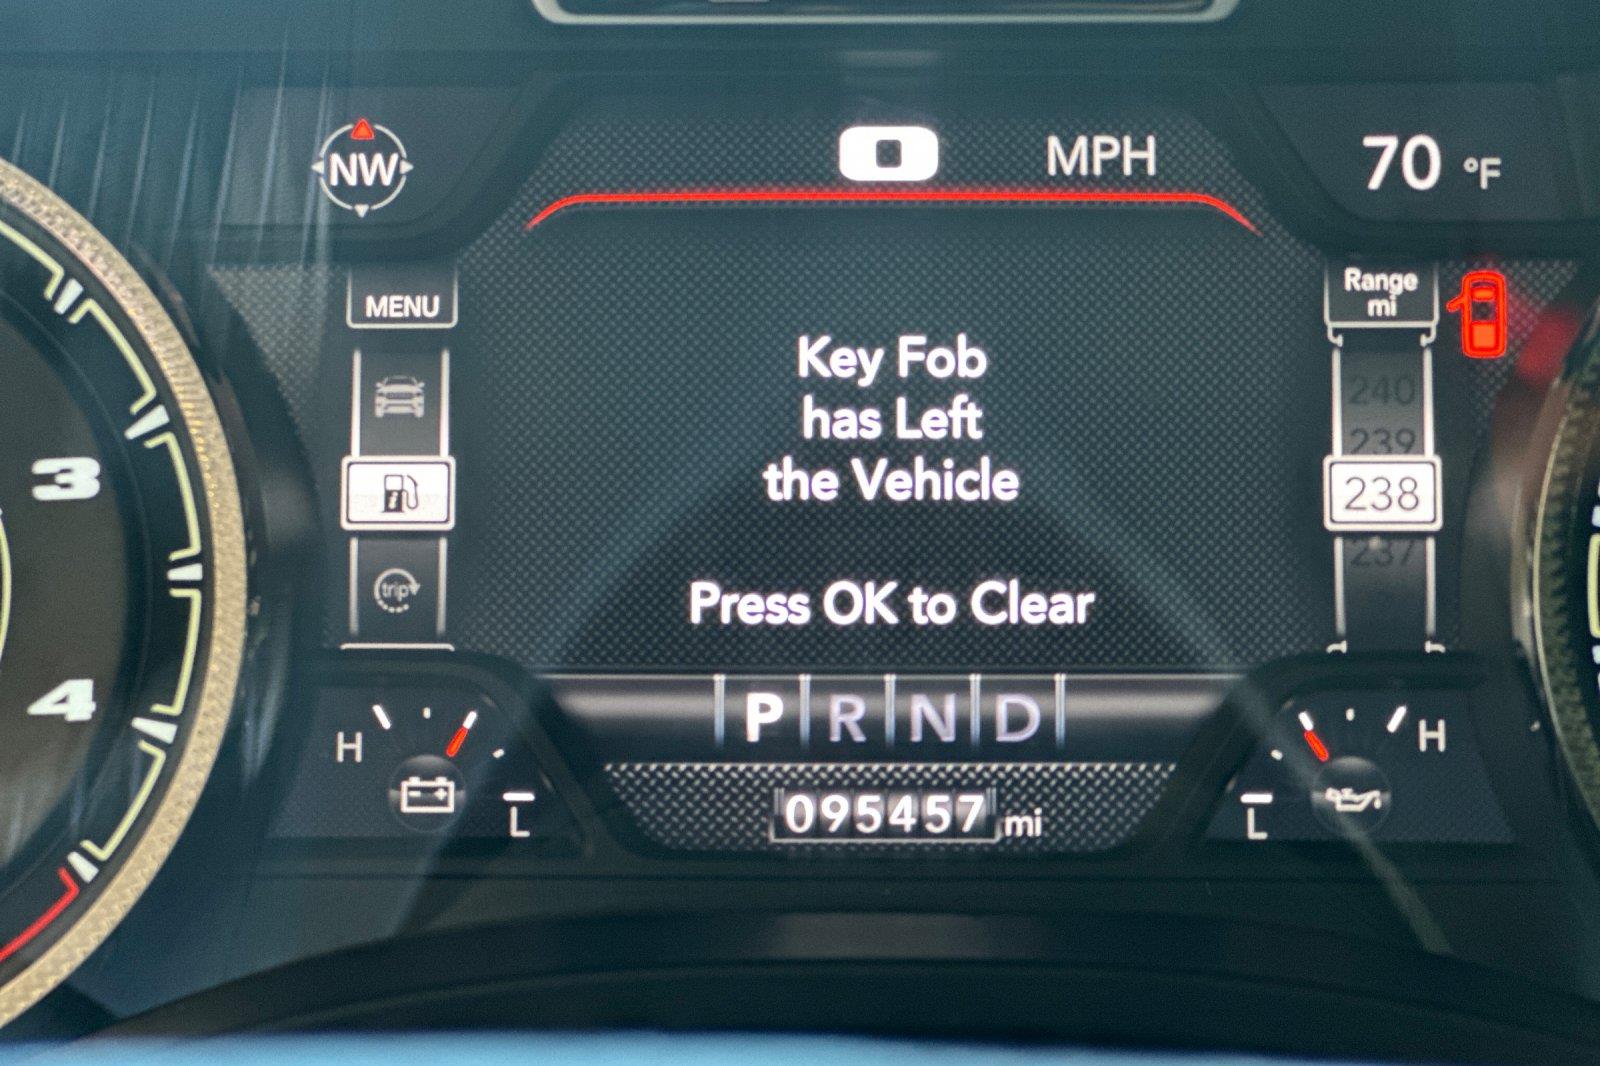 NW
0 MPH
70 °F
MENU
Range
mi
Key Fob
has Left
the Vehicle
240
239
238
237
3
trip
Press OK to Clear
4
P R N D
H
L
H
L
095457 mi